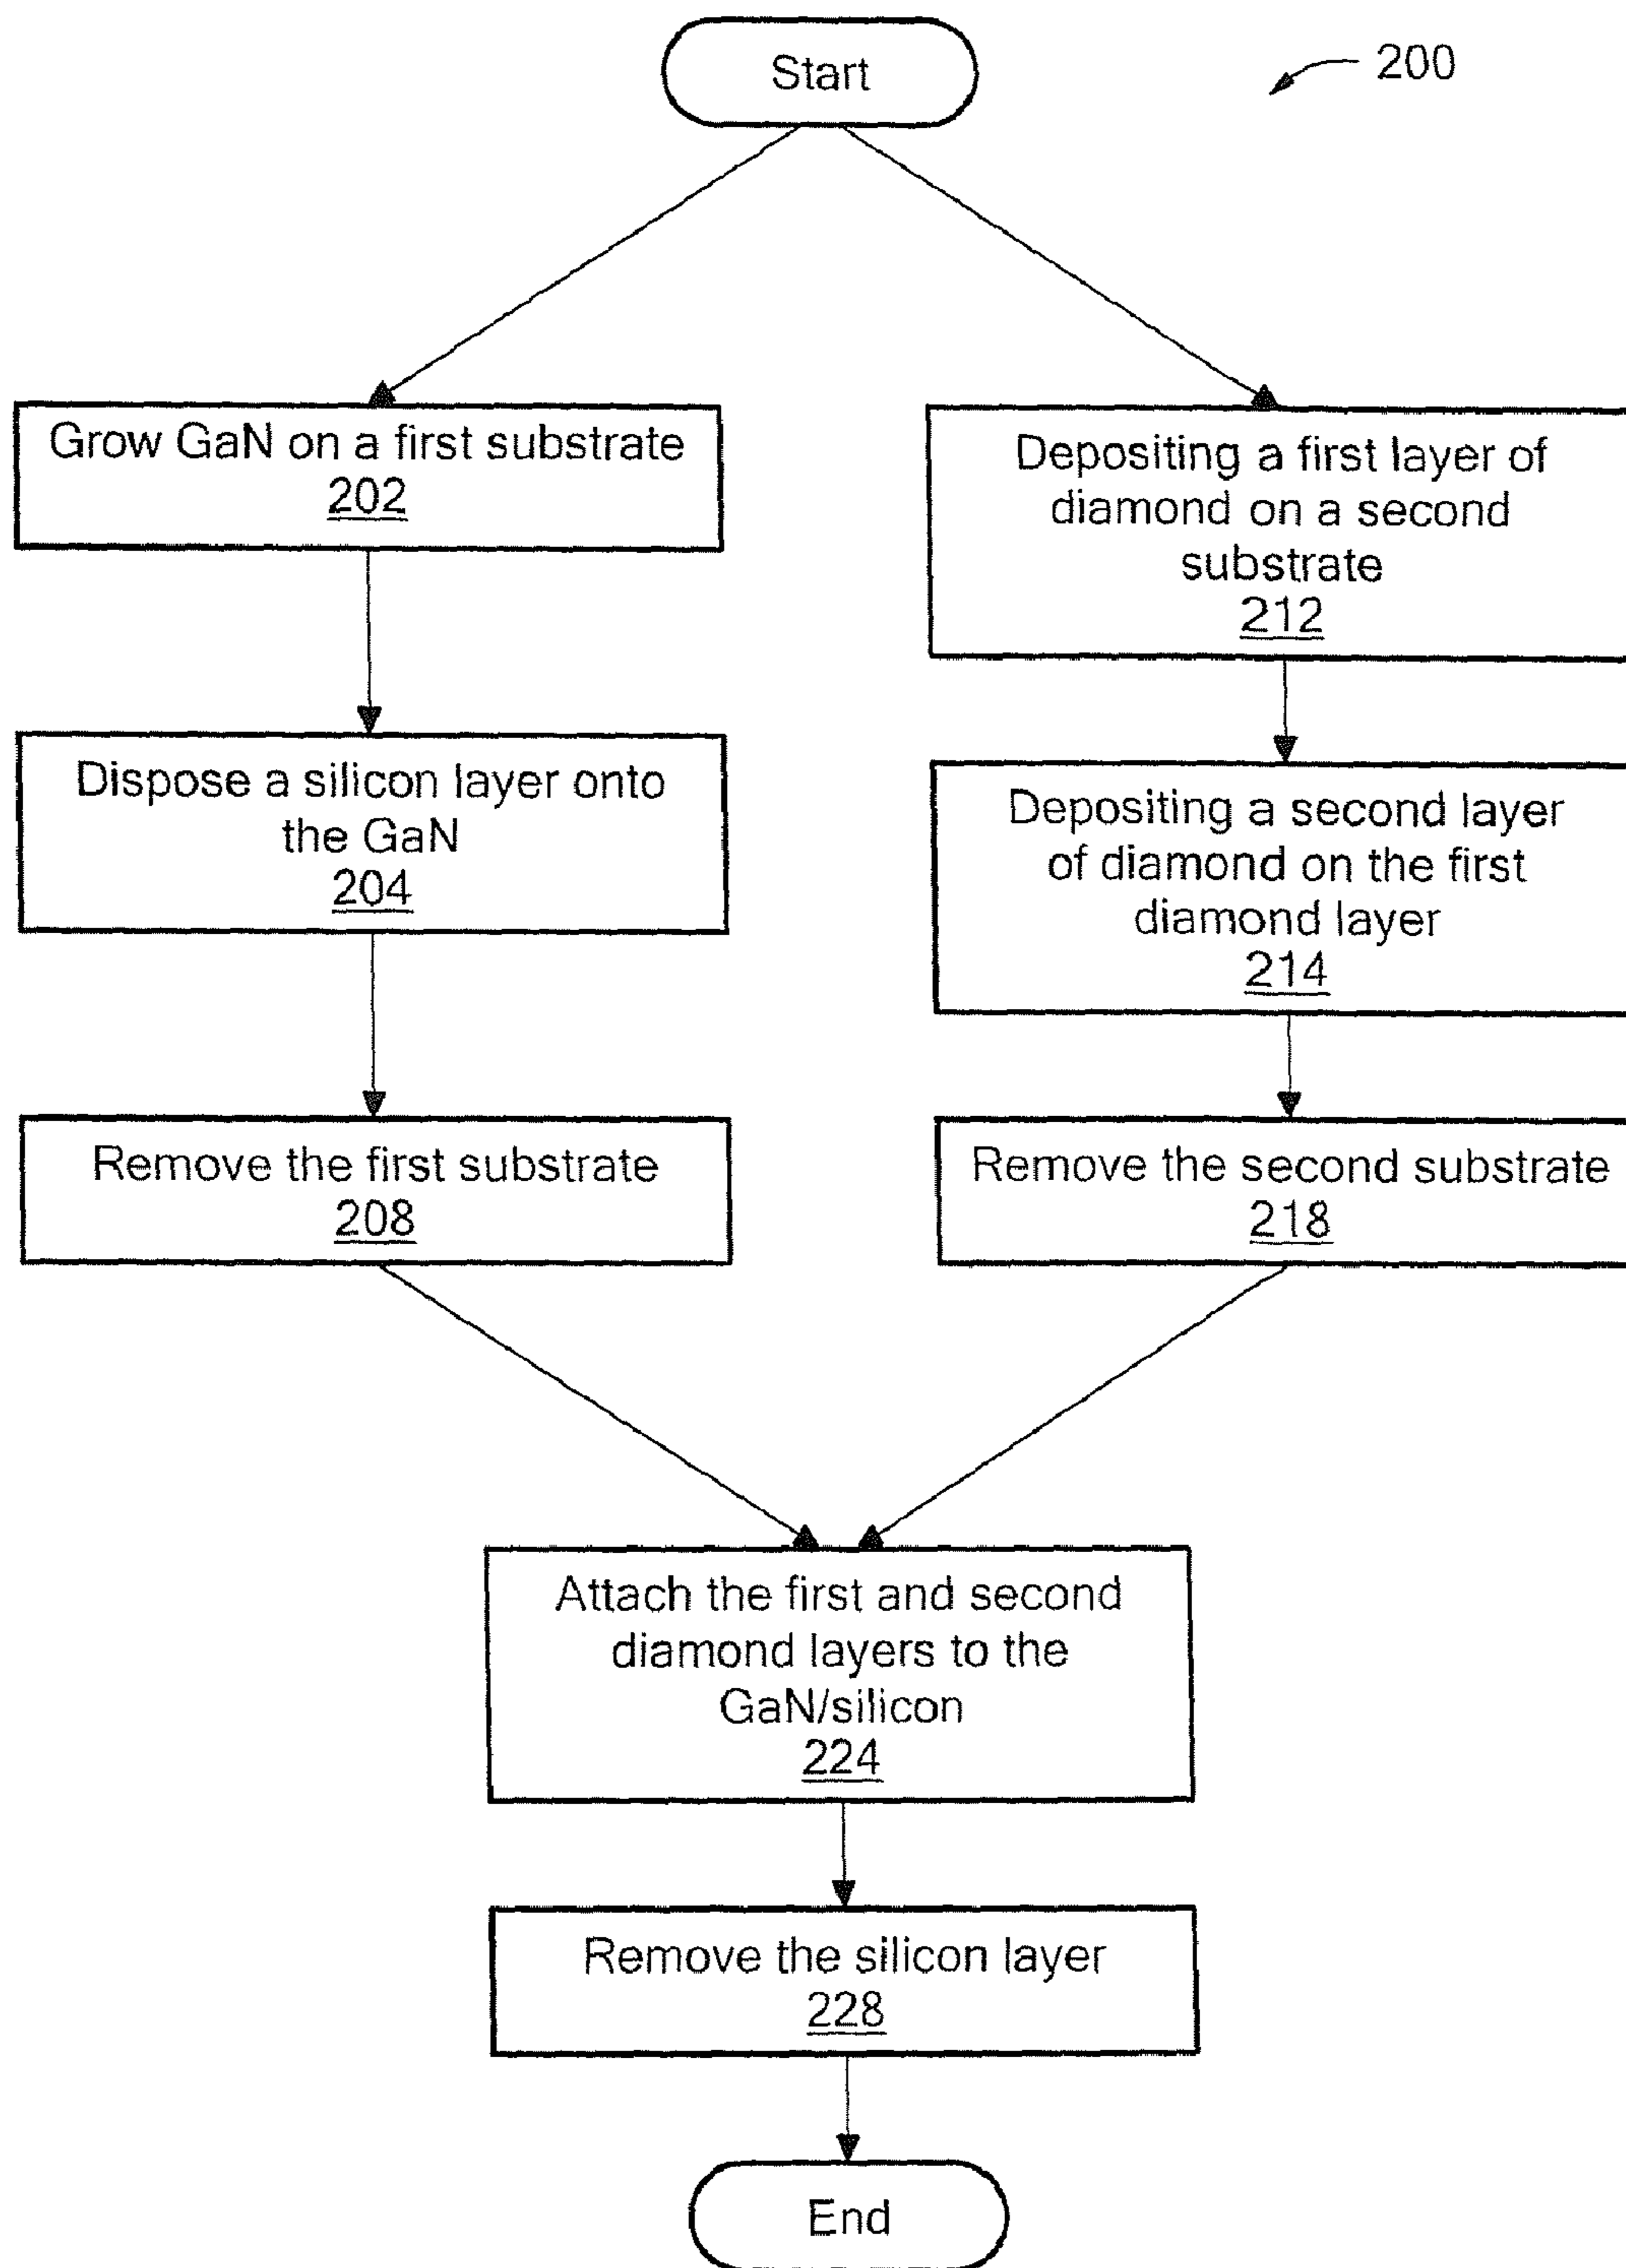 Start
200
Grow GaN on a first substrate
202
Dispose a silicon layer onto
the GaN
204
Remove the first substrate
208
Depositing a first layer of
diamond on a second
substrate
212
Depositing a second layer
of diamond on the first
diamond layer
214
Remove the second substrate
218
Attach the first and second
diamond layers to the
GaN/silicon
224
Remove the silicon layer
228
End